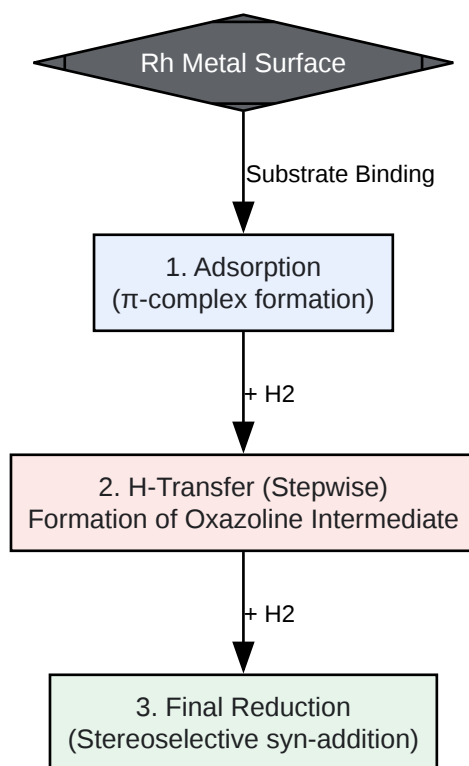 Rh Metal Surface
Substrate Binding
1. Adsorption
(π-complex formation)
+ H2
2. H-Transfer (Stepwise)
Formation of Oxazoline Intermediate
+ H2
3. Final Reduction
(Stereoselective syn-addition)